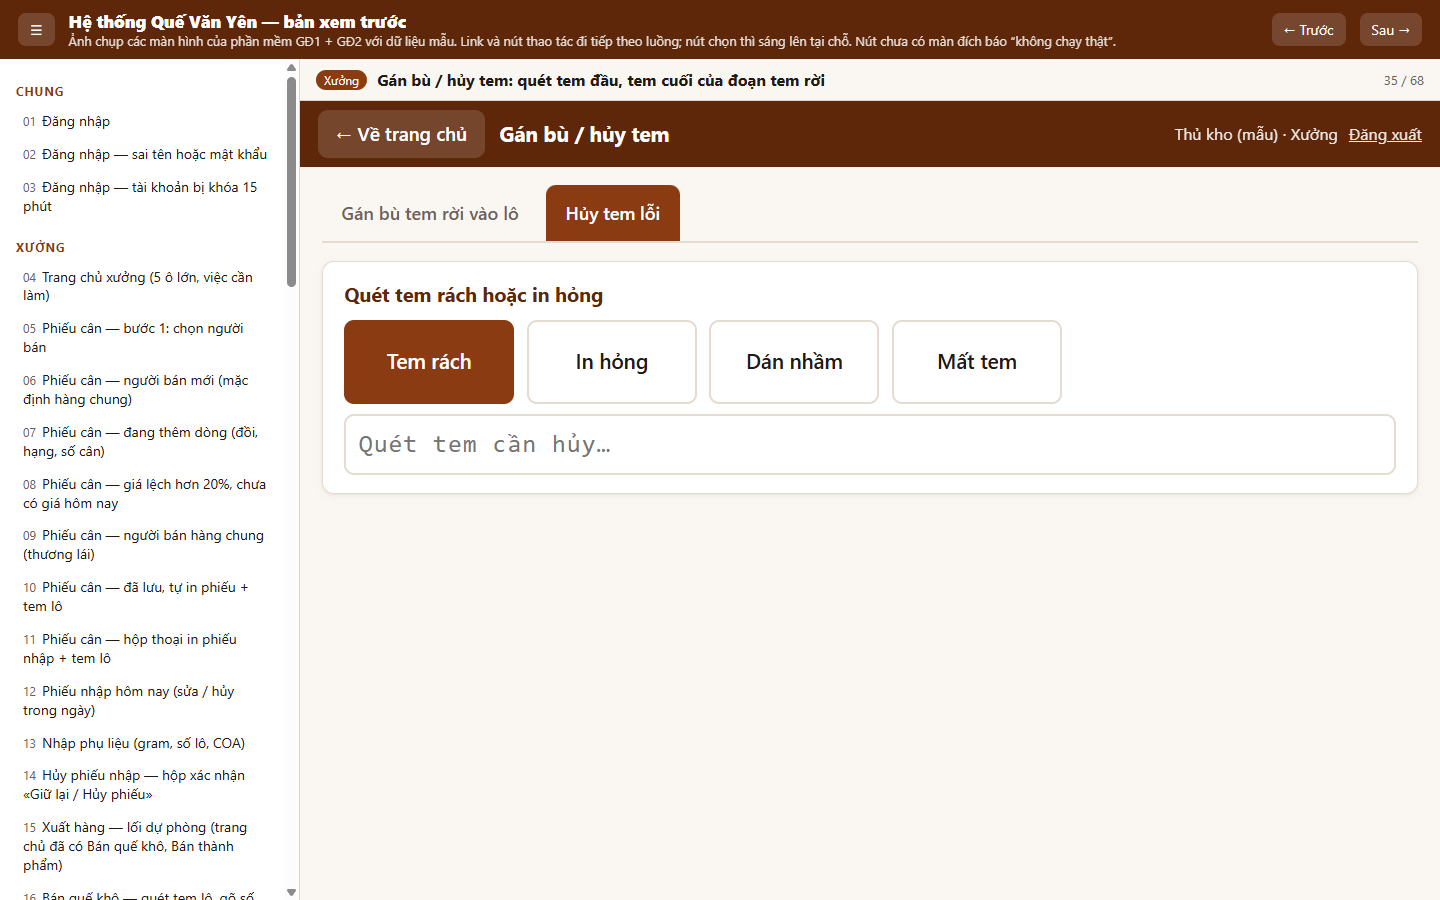 ☰
Hệ thống Quế Văn Yên — bản xem trước
Ảnh chụp các màn hình của phần mềm GĐ1 + GĐ2 với dữ liệu mẫu. Link và nút thao tác đi tiếp theo luồng; nút chọn thì sáng lên tại chỗ. Nút chưa có màn đích báo “không chạy thật”.
← Trước
Sau →
CHUNG
01 Đăng nhập
02 Đăng nhập — sai tên hoặc mật khẩu
03 Đăng nhập — tài khoản bị khóa 15
phút
XƯỞNG
04 Trang chủ xưởng (5 ô lớn, việc cần
làm)
05 Phiếu cân — bước 1: chọn người
bán
06 Phiếu cân — người bán mới (mặc
định hàng chung)
07 Phiếu cân — đang thêm dòng (đồi,
hạng, số cân)
08 Phiếu cân — giá lệch hơn 20%, chưa
có giá hôm nay
09 Phiếu cân — người bán hàng chung
(thương lái)
10 Phiếu cân — đã lưu, tự in phiếu +
tem lô
11 Phiếu cân — hộp thoại in phiếu
nhập + tem lô
12 Phiếu nhập hôm nay (sửa / hủy
trong ngày)
13 Nhập phụ liệu (gram, số lô, COA)
14 Hủy phiếu nhập — hộp xác nhận
«Giữ lại / Hủy phiếu»
15 Xuất hàng — lối dự phòng (trang
chủ đã có Bán quế khô, Bán thành
phẩm)
16 Bán quế khô — quét tem lô, gõ số
Xưởng
Gán bù / hủy tem: quét tem đầu, tem cuối của đoạn tem rời
35 / 68
← Về trang chủ
Gán bù / hủy tem
Thủ kho (mẫu) · Xưởng
Đăng xuất
Gán bù tem rời vào lô
Hủy tem lỗi
Quét tem rách hoặc in hỏng
Tem rách
In hỏng
Dán nhầm
Mất tem
Quét tem cần hủy…